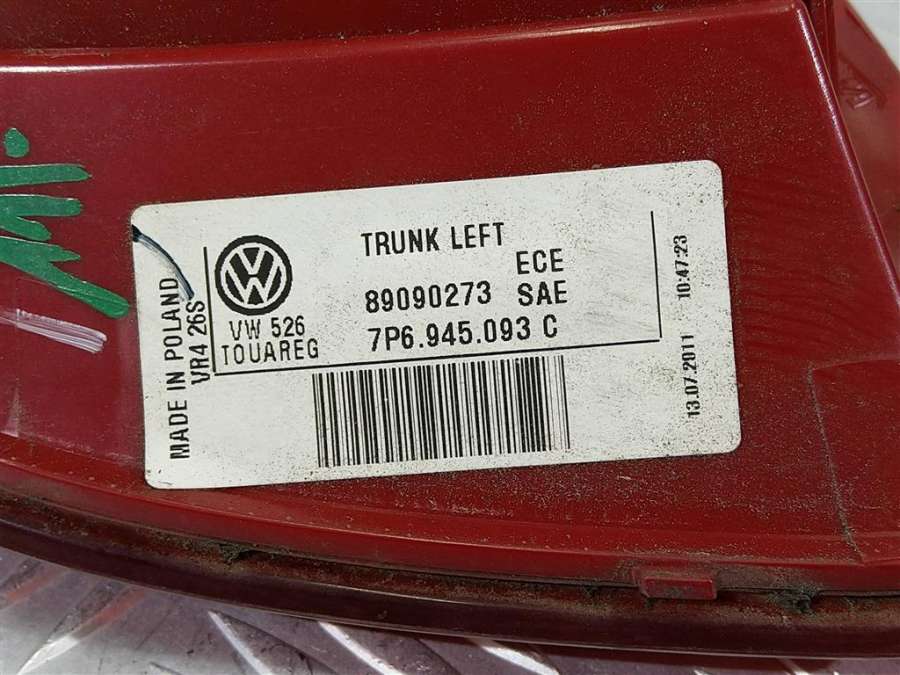 TRUNK LEFT
ECE
89090273 SAE
7P6.945.093 C
VW 526
TOUAREG
MADE IN POLAND
VR4 26S
13.07.2011 10:47:23